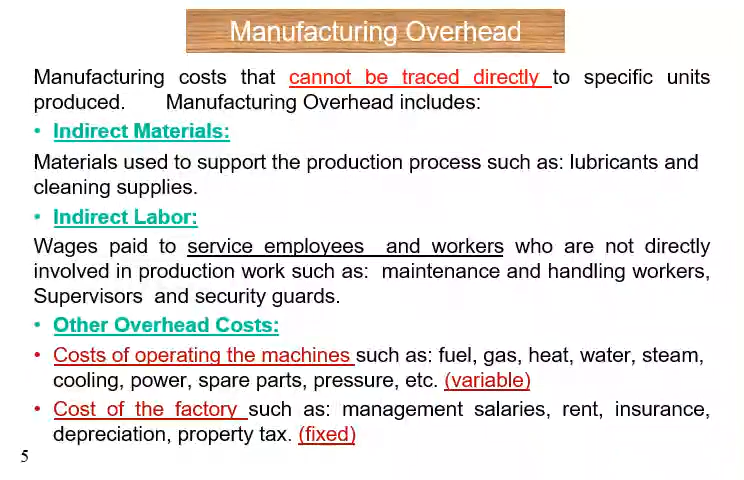 Manufacturing Overhead
Manufacturing costs that cannot be traced directly to specific units
produced. Manufacturing Overhead includes:
• Indirect Materials:
Materials used to support the production process such as: lubricants and
cleaning supplies.
• Indirect Labor:
Wages paid to service employees and workers who are not directly
involved in production work such as: maintenance and handling workers,
Supervisors and security guards.
• Other Overhead Costs:
• Costs of operating the machines such as: fuel, gas, heat, water, steam,
cooling, power, spare parts, pressure, etc. (variable)
• Cost of the factory such as: management salaries, rent, insurance,
depreciation, property tax. (fixed)
5